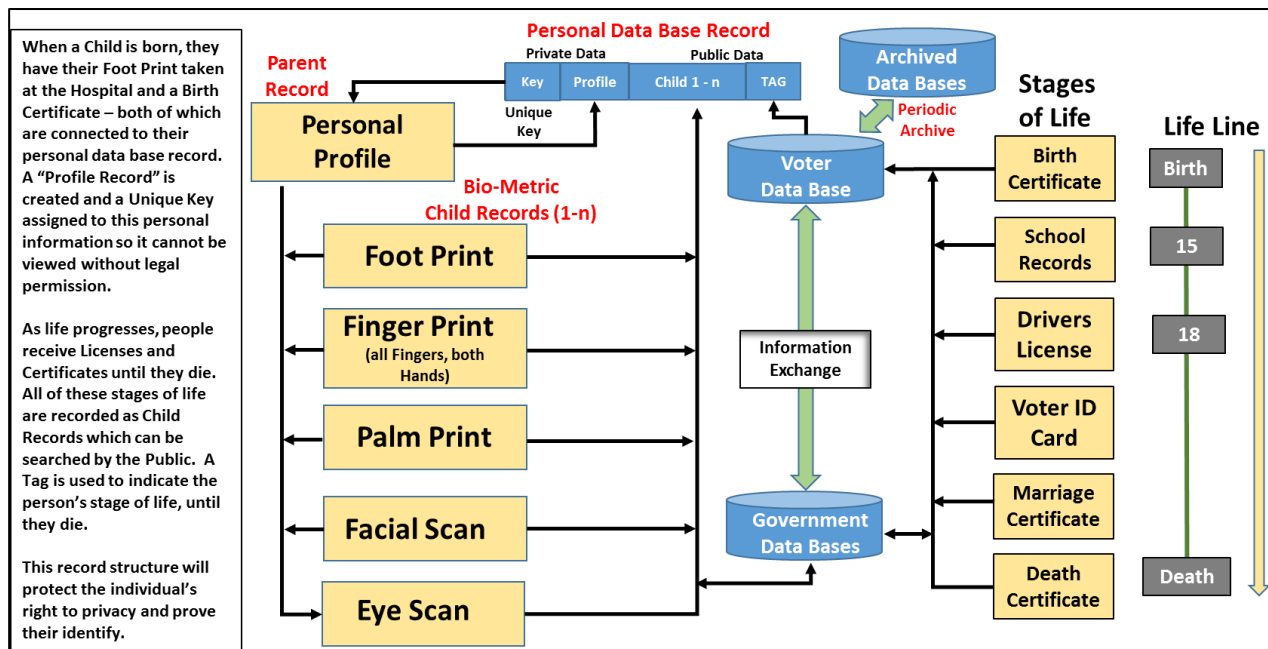 When a Child is born, they
have their Foot Print taken
at the Hospital and a Birth
Certificate – both of which
are connected to their
personal data base record.
A “Profile Record” is
created and a Unique Key
assigned to this personal
information so it cannot be
viewed without legal
permission.
As life progresses, people
receive Licenses and
Certificates until they die.
All of these stages of life
are recorded as Child
Records which can be
searched by the Public. A
Tag is used to indicate the
person’s stage of life, until
they die.
This record structure will
protect the individual’s
right to privacy and prove
their identify.
Personal Data Base Record
Private Data
Public Data
Key
Profile
Child 1 - n
TAG
Unique
Key
Parent
Record
Personal
Profile
Bio-Metric
Child Records (1-n)
Foot Print
Finger Print
(all Fingers, both
Hands)
Palm Print
Facial Scan
Eye Scan
Archived
Data Bases
Periodic
Archive
Voter
Data Base
Information
Exchange
Government
Data Bases
Stages
of Life
Birth
Certificate
School
Records
Drivers
License
Voter ID
Card
Marriage
Certificate
Death
Certificate
Life Line
Birth
15
18
Death